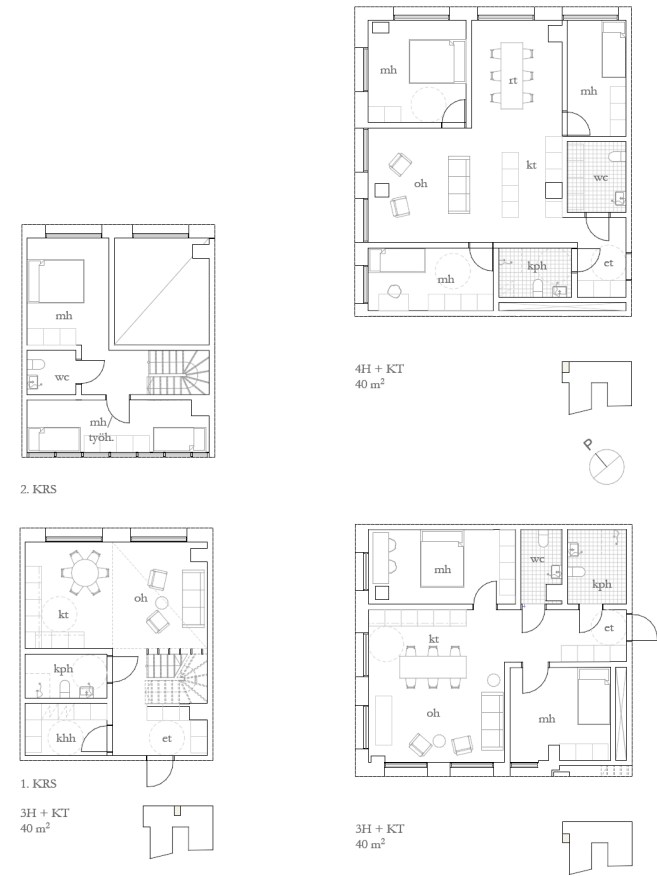 mh
wc
mh/
työh.
2. KRS
kt
oh
kph
khh
et
1. KRS
3H + KT
40 m²
mh
rt
mh
oh
kt
wc
mh
kph
et
4H + KT
40 m²
P
mh
wc
kph
kt
et
oh
mh
3H + KT
40 m²